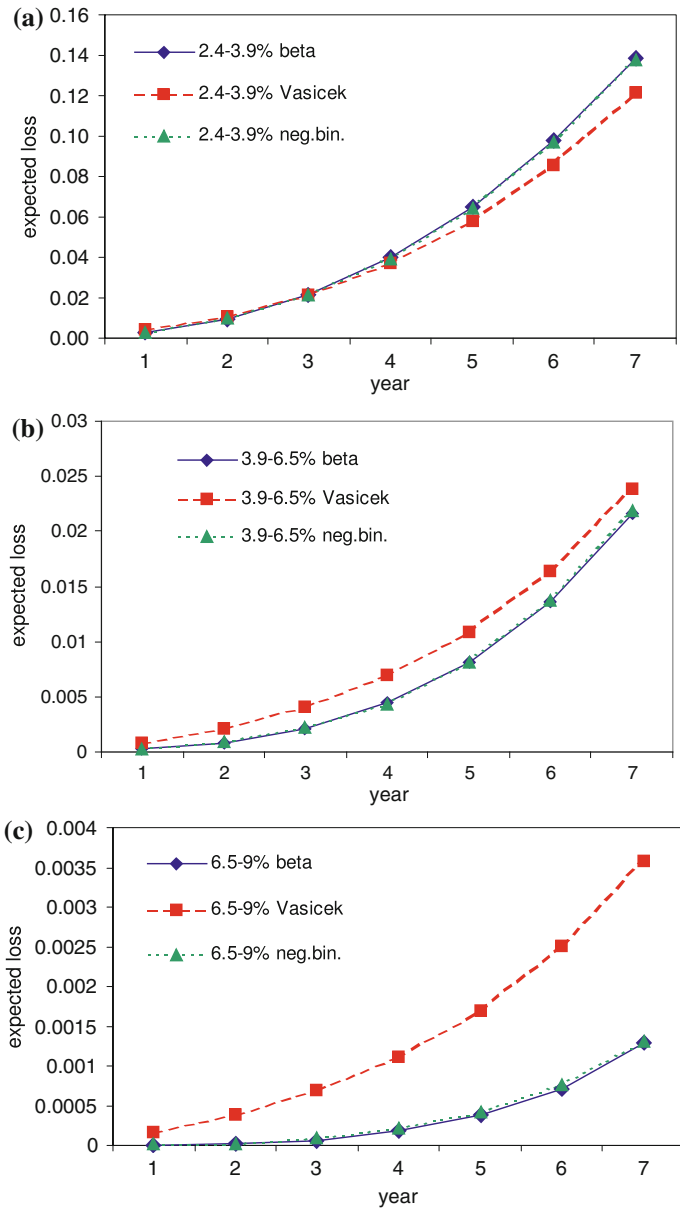 (a)
0.16
0.14
0.12
0.10
0.08
0.06
0.04
0.02
0.00
expected loss
2.4-3.9% beta
2.4-3.9% Vasicek
2.4-3.9% neg.bin.
1 2 3 4 5 6 7
year
(b)
0.03
0.025
0.02
0.015
0.01
0.005
0
expected loss
3.9-6.5% beta
3.9-6.5% Vasicek
3.9-6.5% neg.bin.
1 2 3 4 5 6 7
year
(c)
0.004
0.0035
0.003
0.0025
0.002
0.0015
0.001
0.0005
0
expected loss
6.5-9% beta
6.5-9% Vasicek
6.5-9% neg.bin.
1 2 3 4 5 6 7
year